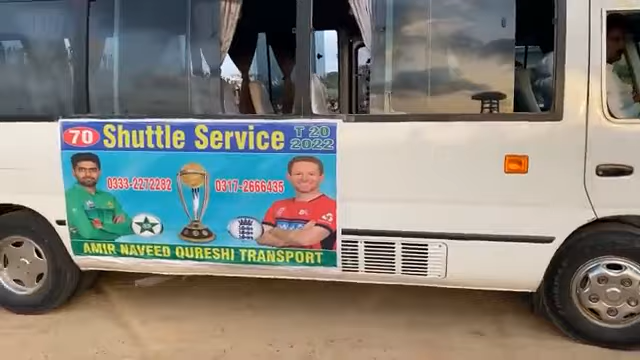 70 Shuttle Service T 20
2022
0333-2272282 0317-2666435
AMIR NAVEED QURESHI TRANSPORT